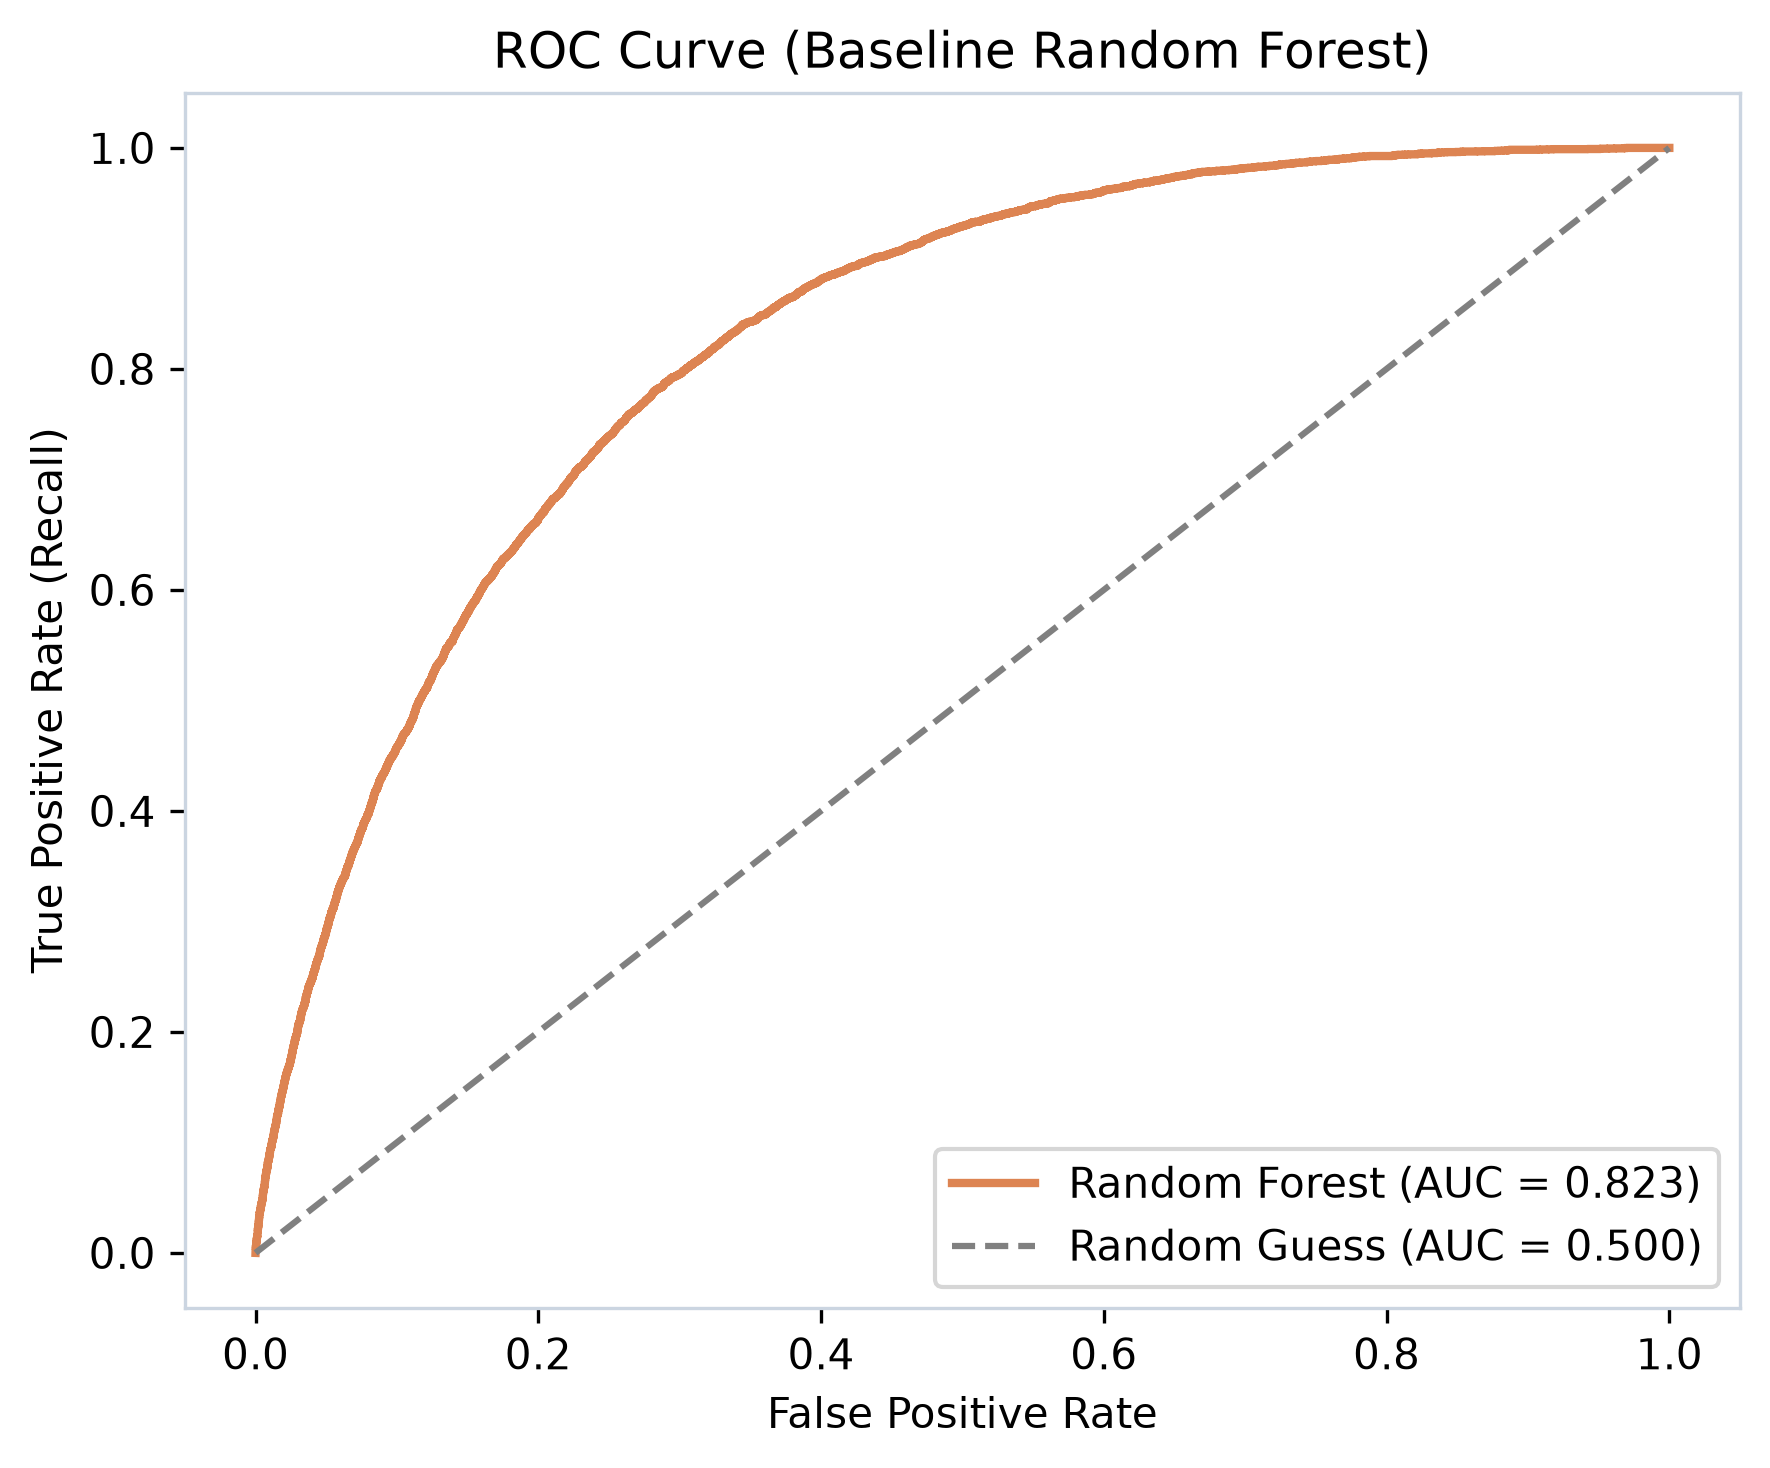 ROC Curve (Baseline Random Forest)
True Positive Rate (Recall)
1.0
0.8
0.6
0.4
0.2
0.0
Random Forest (AUC = 0.823)
Random Guess (AUC = 0.500)
0.0 0.2 0.4 0.6 0.8 1.0
False Positive Rate